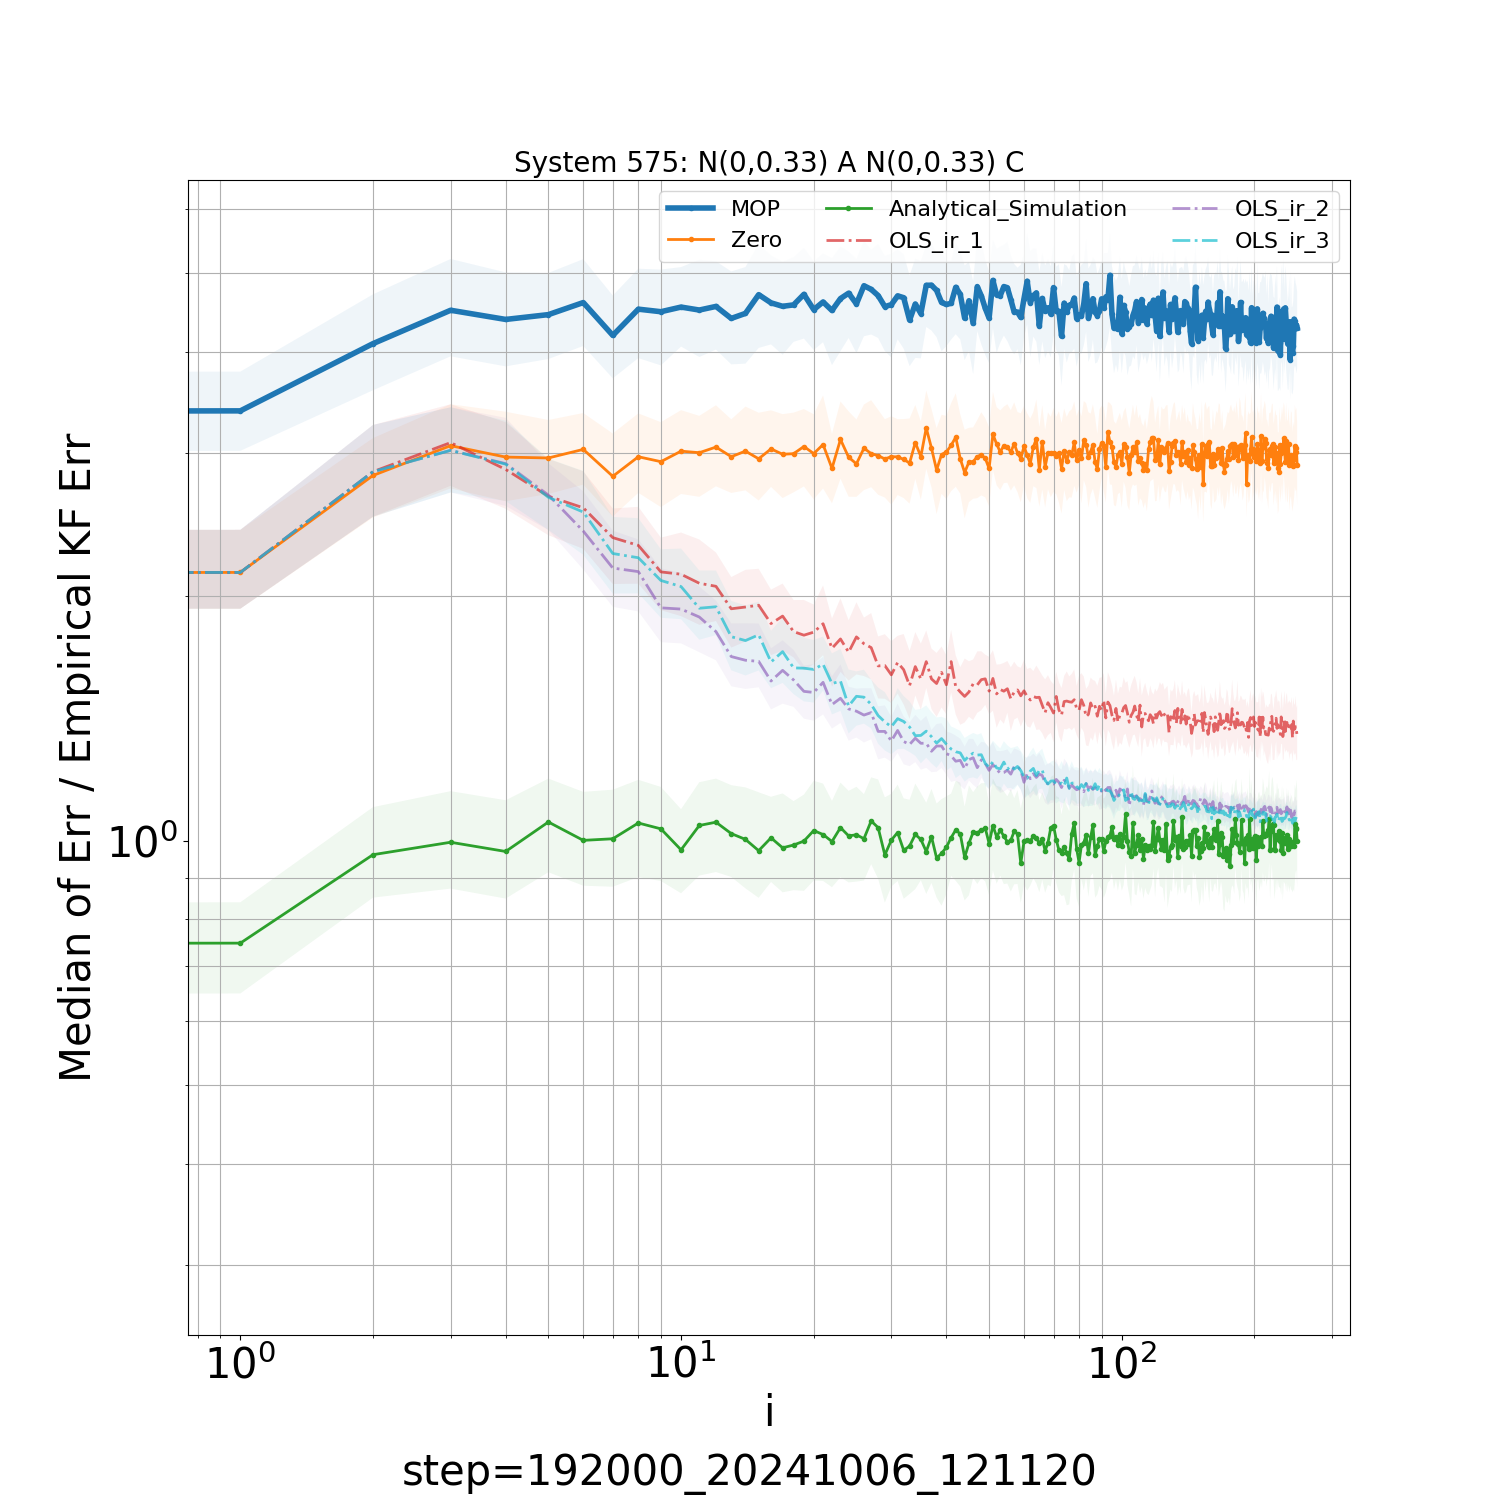 System 575: N(0,0.33) A N(0,0.33) C
MOP
Zero
Analytical_Simulation
OLS_ir_1
OLS_ir_2
OLS_ir_3
Median of Err / Empirical KF Err
10⁰
10⁰ 10¹ 10²
i
step=192000_20241006_121120